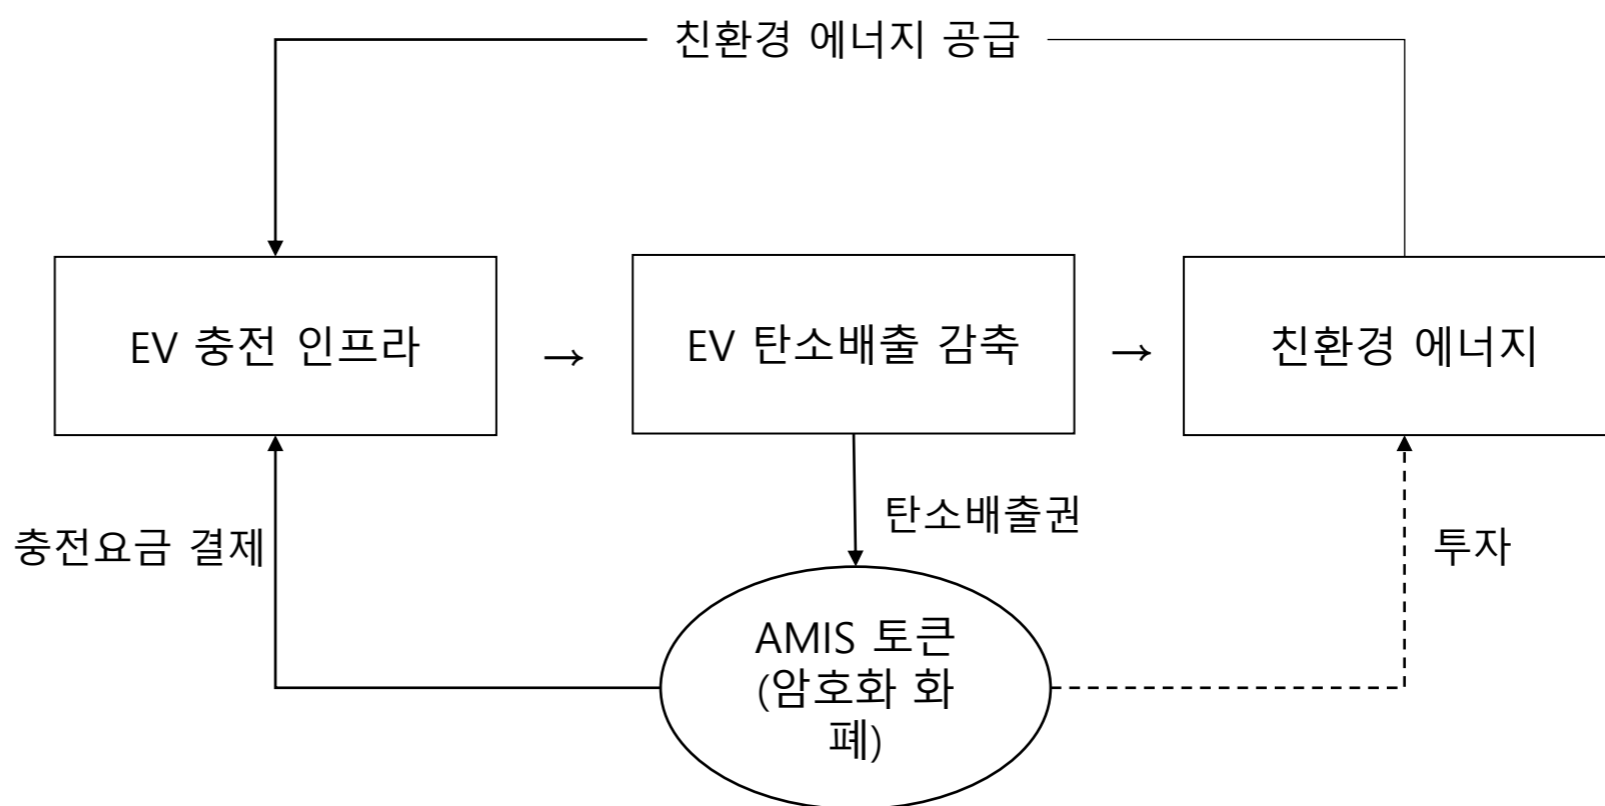 친환경 에너지 공급
EV 충전 인프라
→
EV 탄소배출 감축
→
친환경 에너지
충전요금 결제
탄소배출권
투자
AMIS 토큰
(암호화 화
폐)